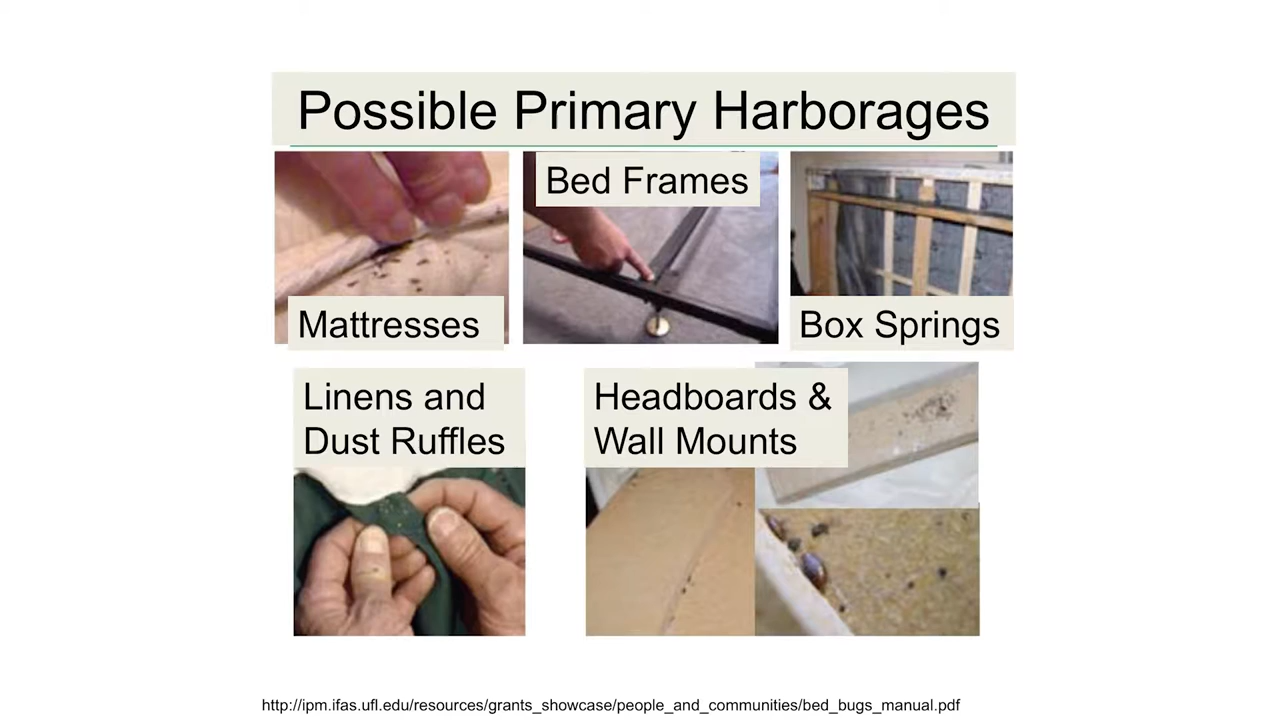 Possible Primary Harborages
Bed Frames
Mattresses
Box Springs
Linens and
Dust Ruffles
Headboards &
Wall Mounts
http://ipm.ifas.ufl.edu/resources/grants_showcase/people_and_communities/bed_bugs_manual.pdf